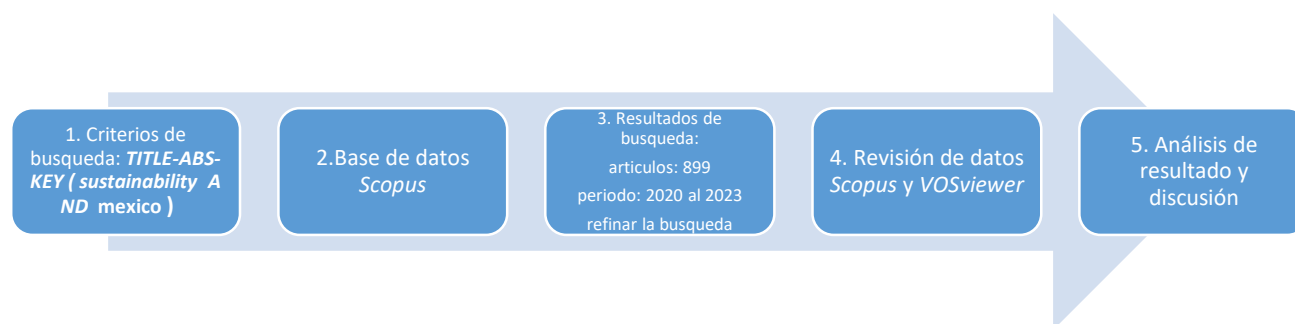 1. Criterios de
busqueda: TITLE-ABS-
KEY ( sustainability A
ND mexico )
2.Base de datos
Scopus
3. Resultados de
busqueda:
articulos: 899
periodo: 2020 al 2023
refinar la busqueda
4. Revisión de datos
Scopus y VOSviewer
5. Análisis de
resultado y
discusión